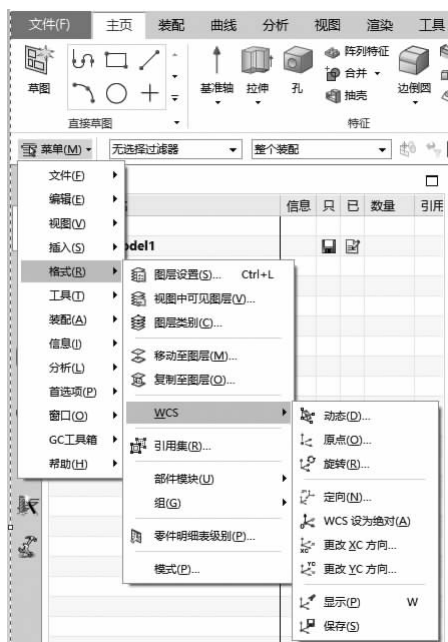 文件(F) 主页 装配 曲线 分析 视图 渲染 工具
草图 基准轴 拉伸 孔 阵列特征 合并 抽壳 边倒圆
直接草图 特征
菜单(M) 无选择过滤器 整个装配
信息 只 已 数量 引用
odel1
文件(F)
编辑(E)
视图(V)
插入(S)
格式(R)
工具(T)
装配(A)
信息(I)
分析(L)
首选项(P)
窗口(O)
GC工具箱
帮助(H)
图层设置(S)... Ctrl+L
视图中可见图层(V)...
图层类别(C)...
移动至图层(M)...
复制至图层(O)...
WCS
引用集(R)...
部件模块(U)
组(G)
零件明细表级别(P)...
模式(P)...
动态(D)...
原点(O)...
旋转(R)...
定向(N)...
WCS 设为绝对(A)
更改 XC 方向...
更改 YC 方向...
显示(P) W
保存(S)